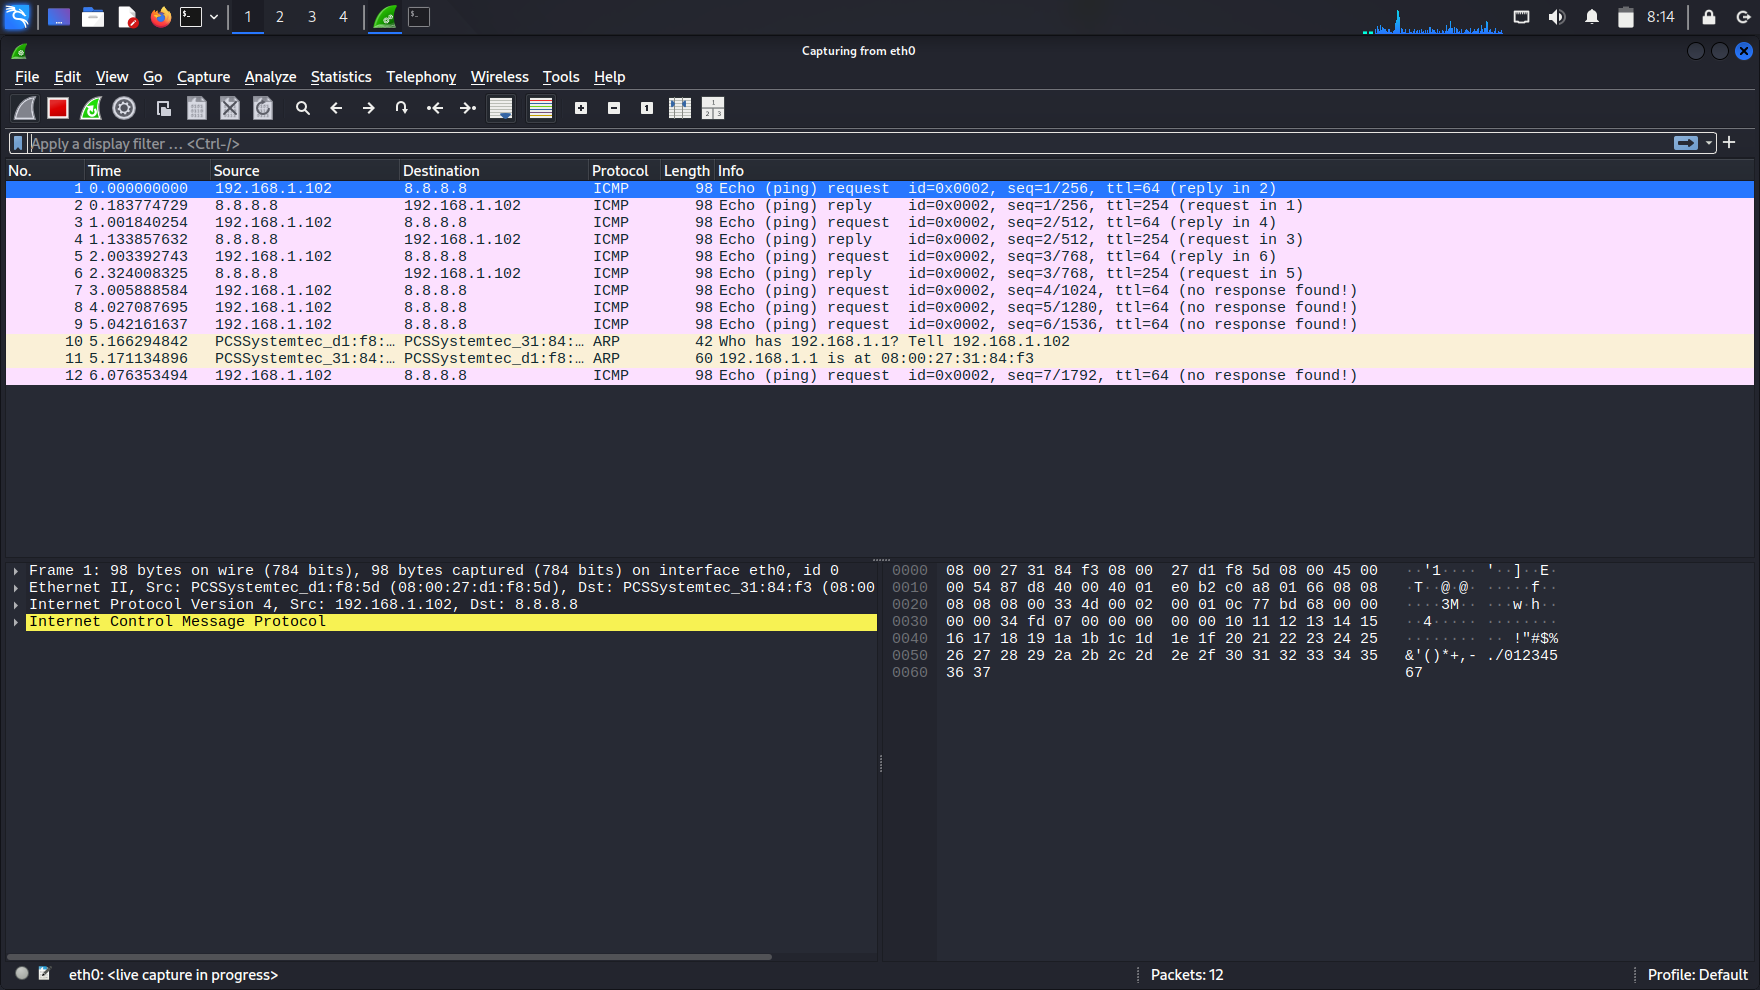 1 2 3 4 8:14
Capturing from eth0
File Edit View Go Capture Analyze Statistics Telephony Wireless Tools Help
Apply a display filter … <Ctrl-/>
No. Time Source Destination Protocol Length Info
1 0.000000000 192.168.1.102 8.8.8.8 ICMP 98 Echo (ping) request id=0x0002, seq=1/256, ttl=64 (reply in 2)
2 0.183774729 8.8.8.8 192.168.1.102 ICMP 98 Echo (ping) reply id=0x0002, seq=1/256, ttl=254 (request in 1)
3 1.001840254 192.168.1.102 8.8.8.8 ICMP 98 Echo (ping) request id=0x0002, seq=2/512, ttl=64 (reply in 4)
4 1.133857632 8.8.8.8 192.168.1.102 ICMP 98 Echo (ping) reply id=0x0002, seq=2/512, ttl=254 (request in 3)
5 2.003392743 192.168.1.102 8.8.8.8 ICMP 98 Echo (ping) request id=0x0002, seq=3/768, ttl=64 (reply in 6)
6 2.324008325 8.8.8.8 192.168.1.102 ICMP 98 Echo (ping) reply id=0x0002, seq=3/768, ttl=254 (request in 5)
7 3.005888584 192.168.1.102 8.8.8.8 ICMP 98 Echo (ping) request id=0x0002, seq=4/1024, ttl=64 (no response found!)
8 4.027087695 192.168.1.102 8.8.8.8 ICMP 98 Echo (ping) request id=0x0002, seq=5/1280, ttl=64 (no response found!)
9 5.042161637 192.168.1.102 8.8.8.8 ICMP 98 Echo (ping) request id=0x0002, seq=6/1536, ttl=64 (no response found!)
10 5.166294842 PCSSystemtec_d1:f8:… PCSSystemtec_31:84:… ARP 42 Who has 192.168.1.1? Tell 192.168.1.102
11 5.171134896 PCSSystemtec_31:84:… PCSSystemtec_d1:f8:… ARP 60 192.168.1.1 is at 08:00:27:31:84:f3
12 6.076353494 192.168.1.102 8.8.8.8 ICMP 98 Echo (ping) request id=0x0002, seq=7/1792, ttl=64 (no response found!)
Frame 1: 98 bytes on wire (784 bits), 98 bytes captured (784 bits) on interface eth0, id 0
Ethernet II, Src: PCSSystemtec_d1:f8:5d (08:00:27:d1:f8:5d), Dst: PCSSystemtec_31:84:f3 (08:00
Internet Protocol Version 4, Src: 192.168.1.102, Dst: 8.8.8.8
Internet Control Message Protocol
0000 08 00 27 31 84 f3 08 00 27 d1 f8 5d 08 00 45 00 ··'1···· '··]··E·
0010 00 54 87 d8 40 00 40 01 e0 b2 c0 a8 01 66 08 08 ·T··@·@· ·····f··
0020 08 08 08 00 33 4d 00 02 00 01 0c 77 bd 68 00 00 ····3M·· ···w·h··
0030 00 00 34 fd 07 00 00 00 00 00 10 11 12 13 14 15 ··4····· ········
0040 16 17 18 19 1a 1b 1c 1d 1e 1f 20 21 22 23 24 25 ········ ·· !"#$%
0050 26 27 28 29 2a 2b 2c 2d 2e 2f 30 31 32 33 34 35 &'()*+,- ./012345
0060 36 37 67
eth0: <live capture in progress> Packets: 12 Profile: Default